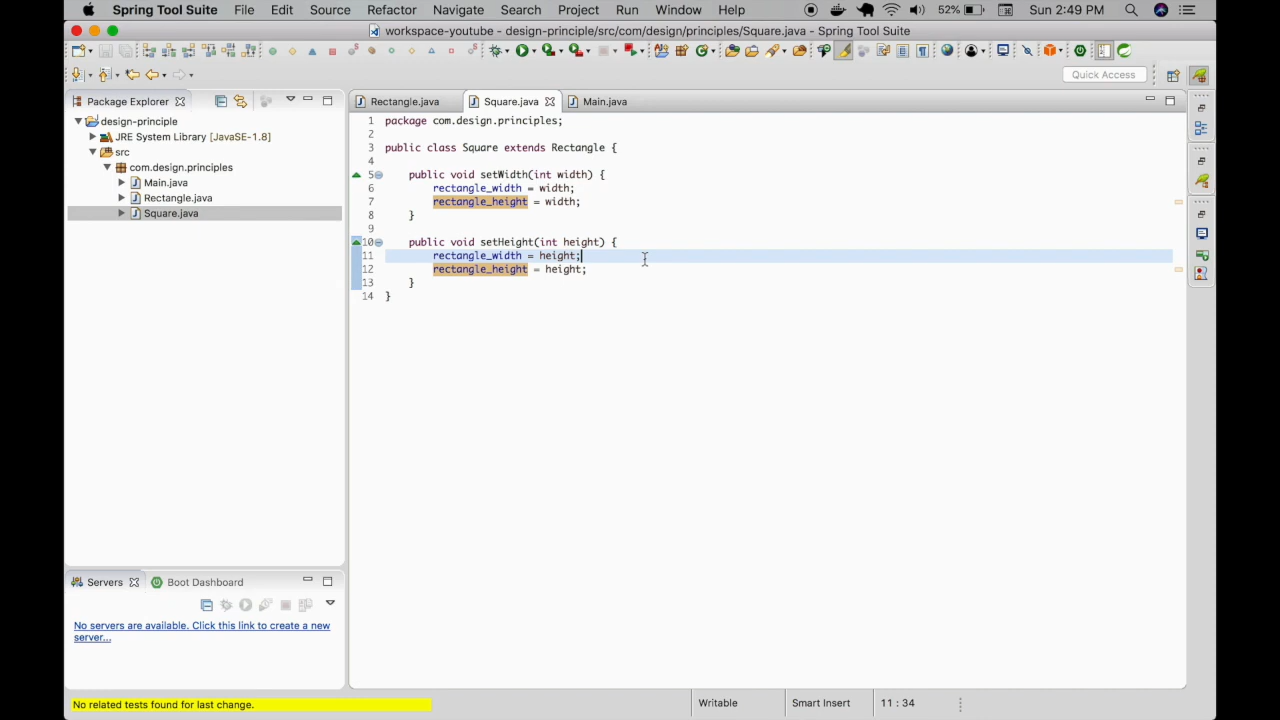 Spring Tool Suite File Edit Source Refactor Navigate Search Project Run Window Help 52% Sun 2:49 PM
workspace-youtube - design-principle/src/com/design/principles/Square.java - Spring Tool Suite
Quick Access
Package Explorer
design-principle
JRE System Library [JavaSE-1.8]
src
com.design.principles
Main.java
Rectangle.java
Square.java
Rectangle.java Square.java Main.java
1 package com.design.principles;
2
3 public class Square extends Rectangle {
4
5 public void setWidth(int width) {
6 rectangle_width = width;
7 rectangle_height = width;
8 }
9
10 public void setHeight(int height) {
11 rectangle_width = height;
12 rectangle_height = height;
13 }
14 }
Servers Boot Dashboard
No servers are available. Click this link to create a new
server...
No related tests found for last change.
Writable Smart Insert 11 : 34